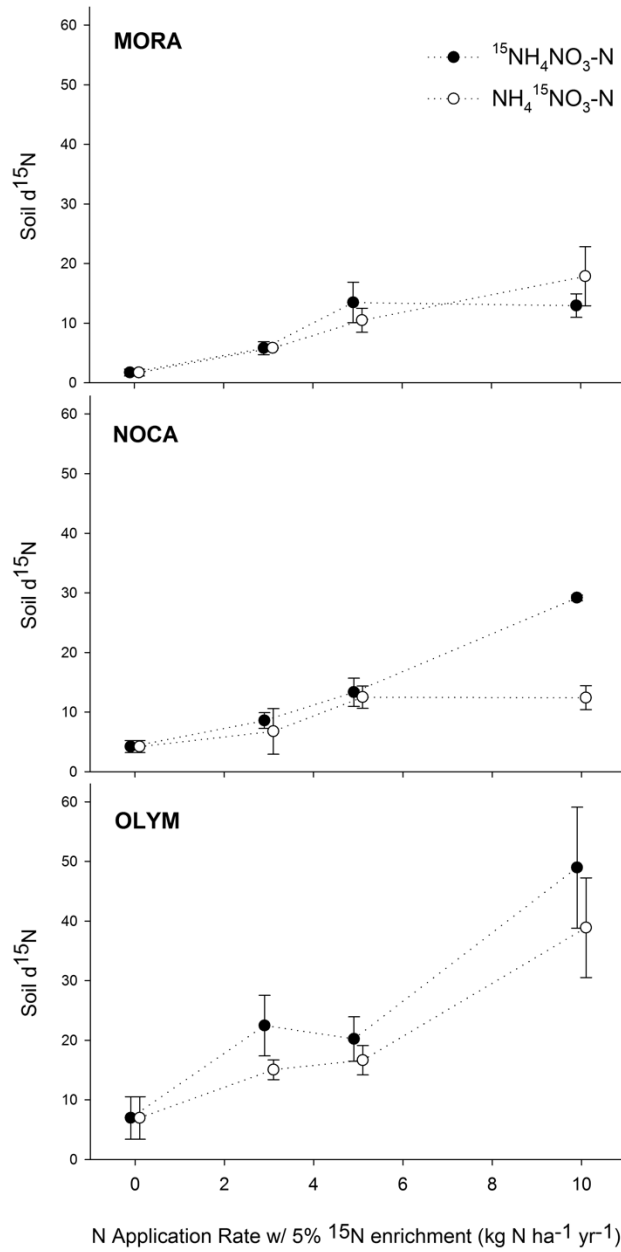 60
MORA
¹⁵NH₄NO₃-N
50
NH₄¹⁵NO₃-N
40
Soil d¹⁵N
30
20
10
0
60
NOCA
50
40
Soil d¹⁵N
30
20
10
0
60
OLYM
50
40
Soil d¹⁵N
30
20
10
0
0 2 4 6 8 10
N Application Rate w/ 5% ¹⁵N enrichment (kg N ha⁻¹ yr⁻¹)